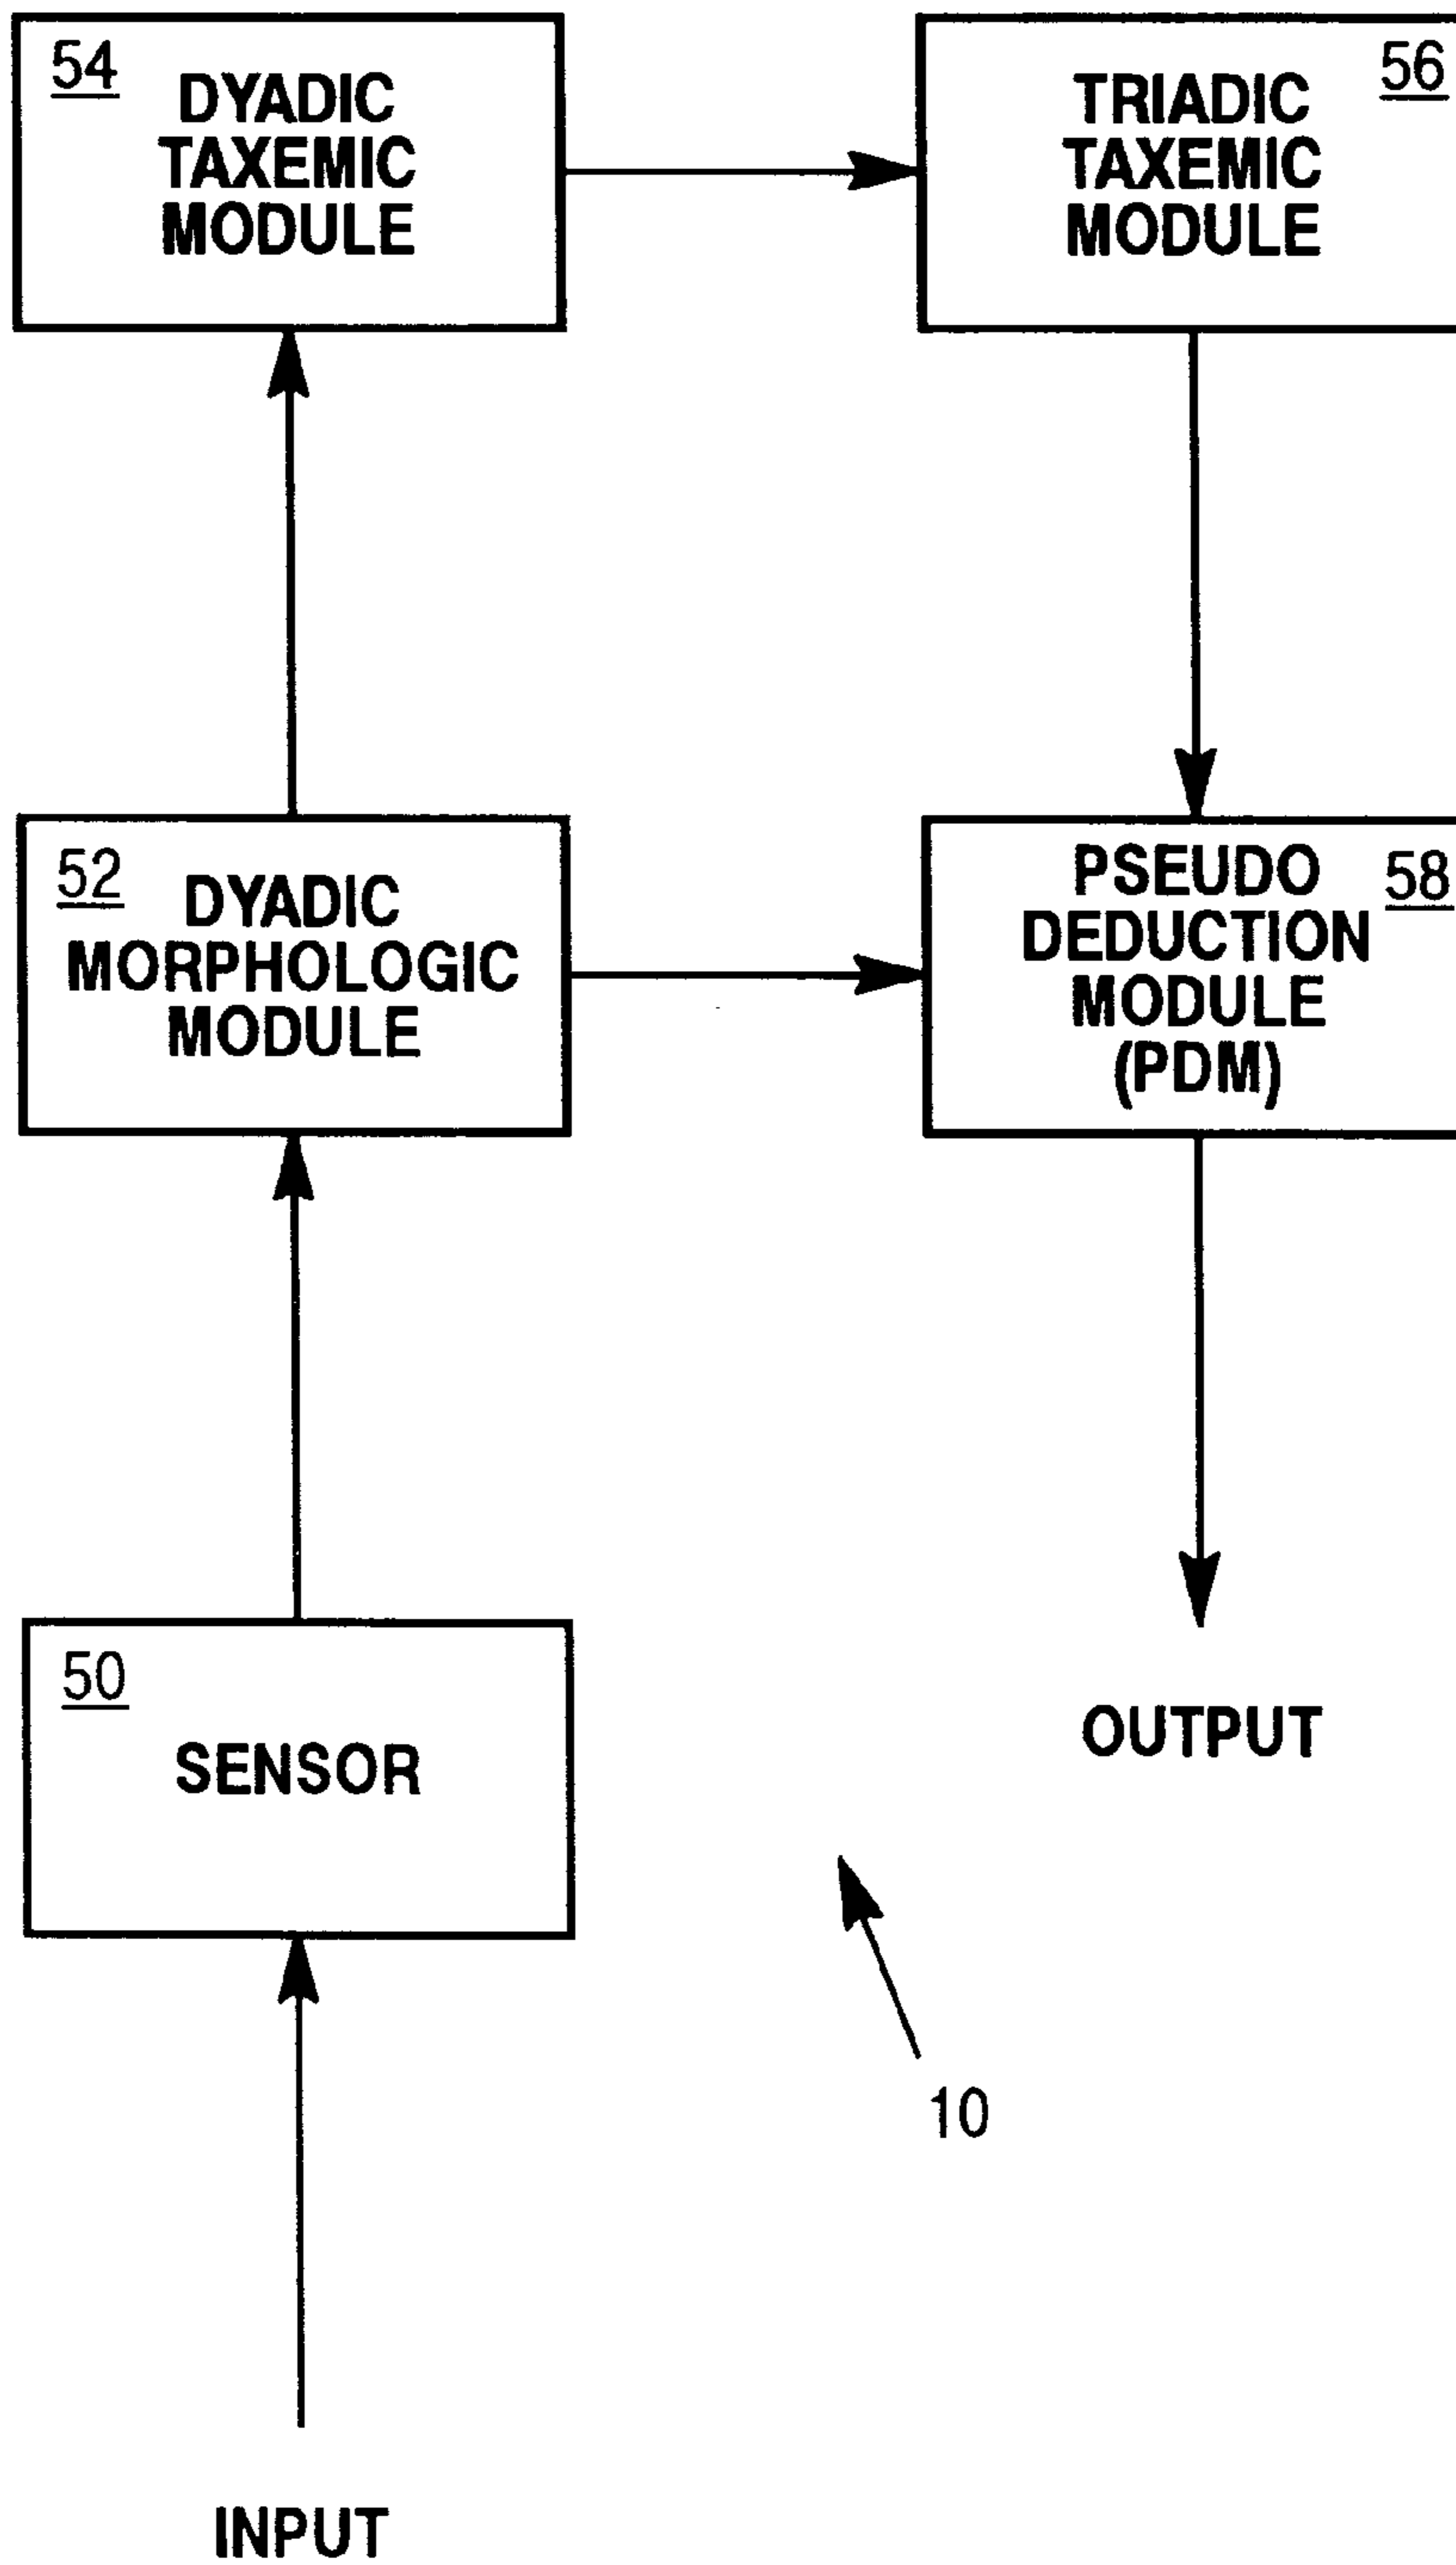 54
DYADIC
TAXEMIC
MODULE
56
TRIADIC
TAXEMIC
MODULE
52
DYADIC
MORPHOLOGIC
MODULE
58
PSEUDO
DEDUCTION
MODULE
(PDM)
50
SENSOR
OUTPUT
10
INPUT